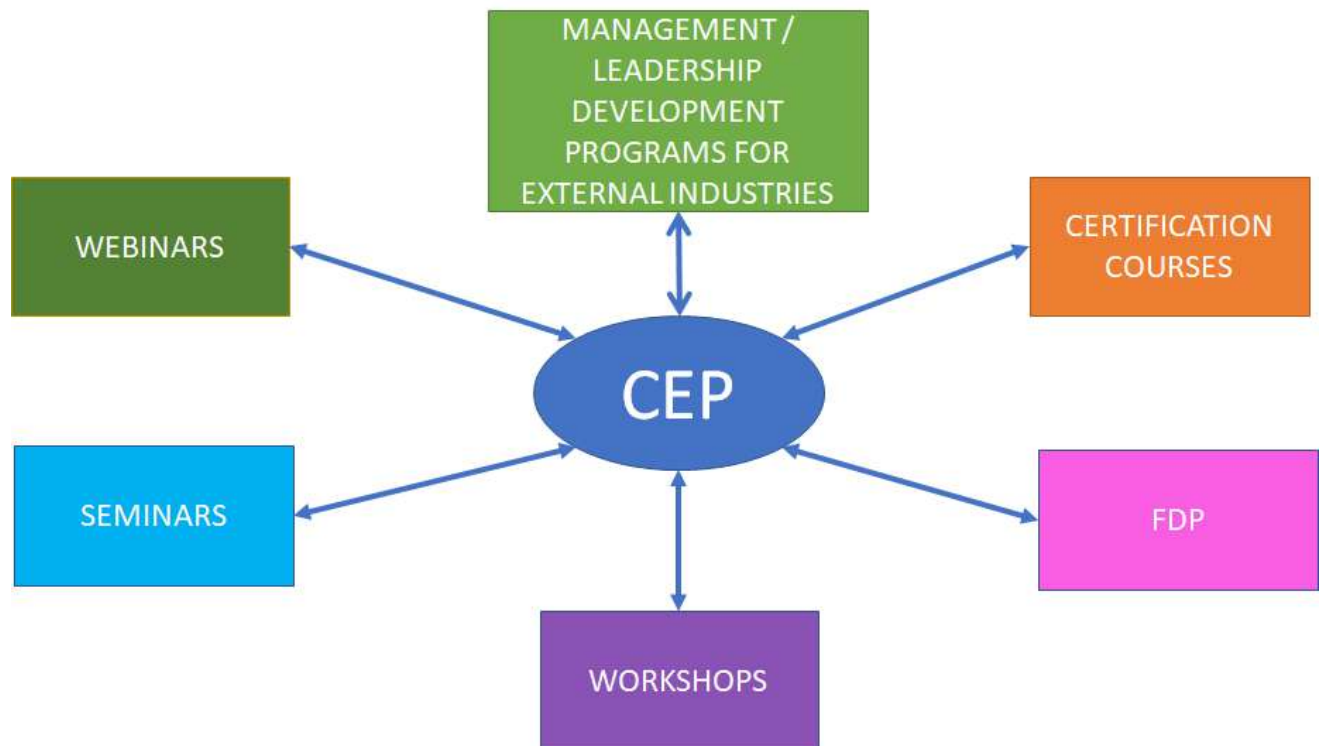 MANAGEMENT /
LEADERSHIP
DEVELOPMENT
PROGRAMS FOR
EXTERNAL INDUSTRIES
WEBINARS
CERTIFICATION
COURSES
CEP
SEMINARS
FDP
WORKSHOPS